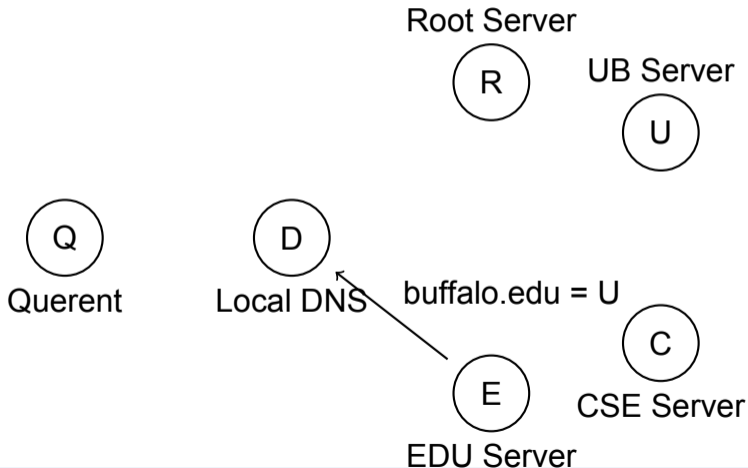 Root Server
R
UB Server
U
Q
Querent
D
Local DNS
buffalo.edu = U
C
CSE Server
E
EDU Server